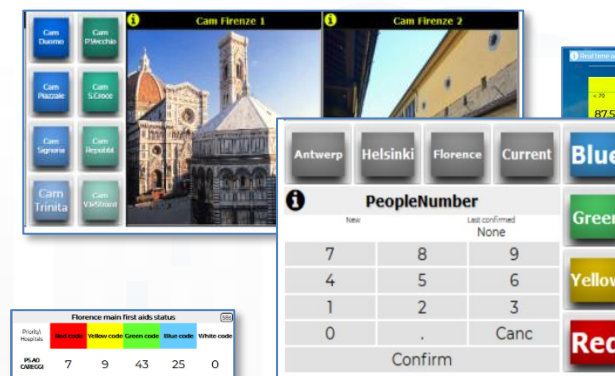 Cam Firenze 1
Cam Firenze 2
Cam Duomo
Cam P.Vecchio
Cam Piazzale
Cam S.Croce
Cam Signoria
Cam Repubbl.
Cam Trinita
Real time
< 70
87.5
Antwerp
Helsinki
Florence
Current
Blue
PeopleNumber
New
Last confirmed
None
Green
7 8 9
4 5 6
Yellow
1 2 3
0 . Canc
Red
Confirm
Florence main first aids status
Priority\
Hospitals
Red code Yellow code Green code Blue code White code
PS AO
CAREGGI
7 9 43 25 0